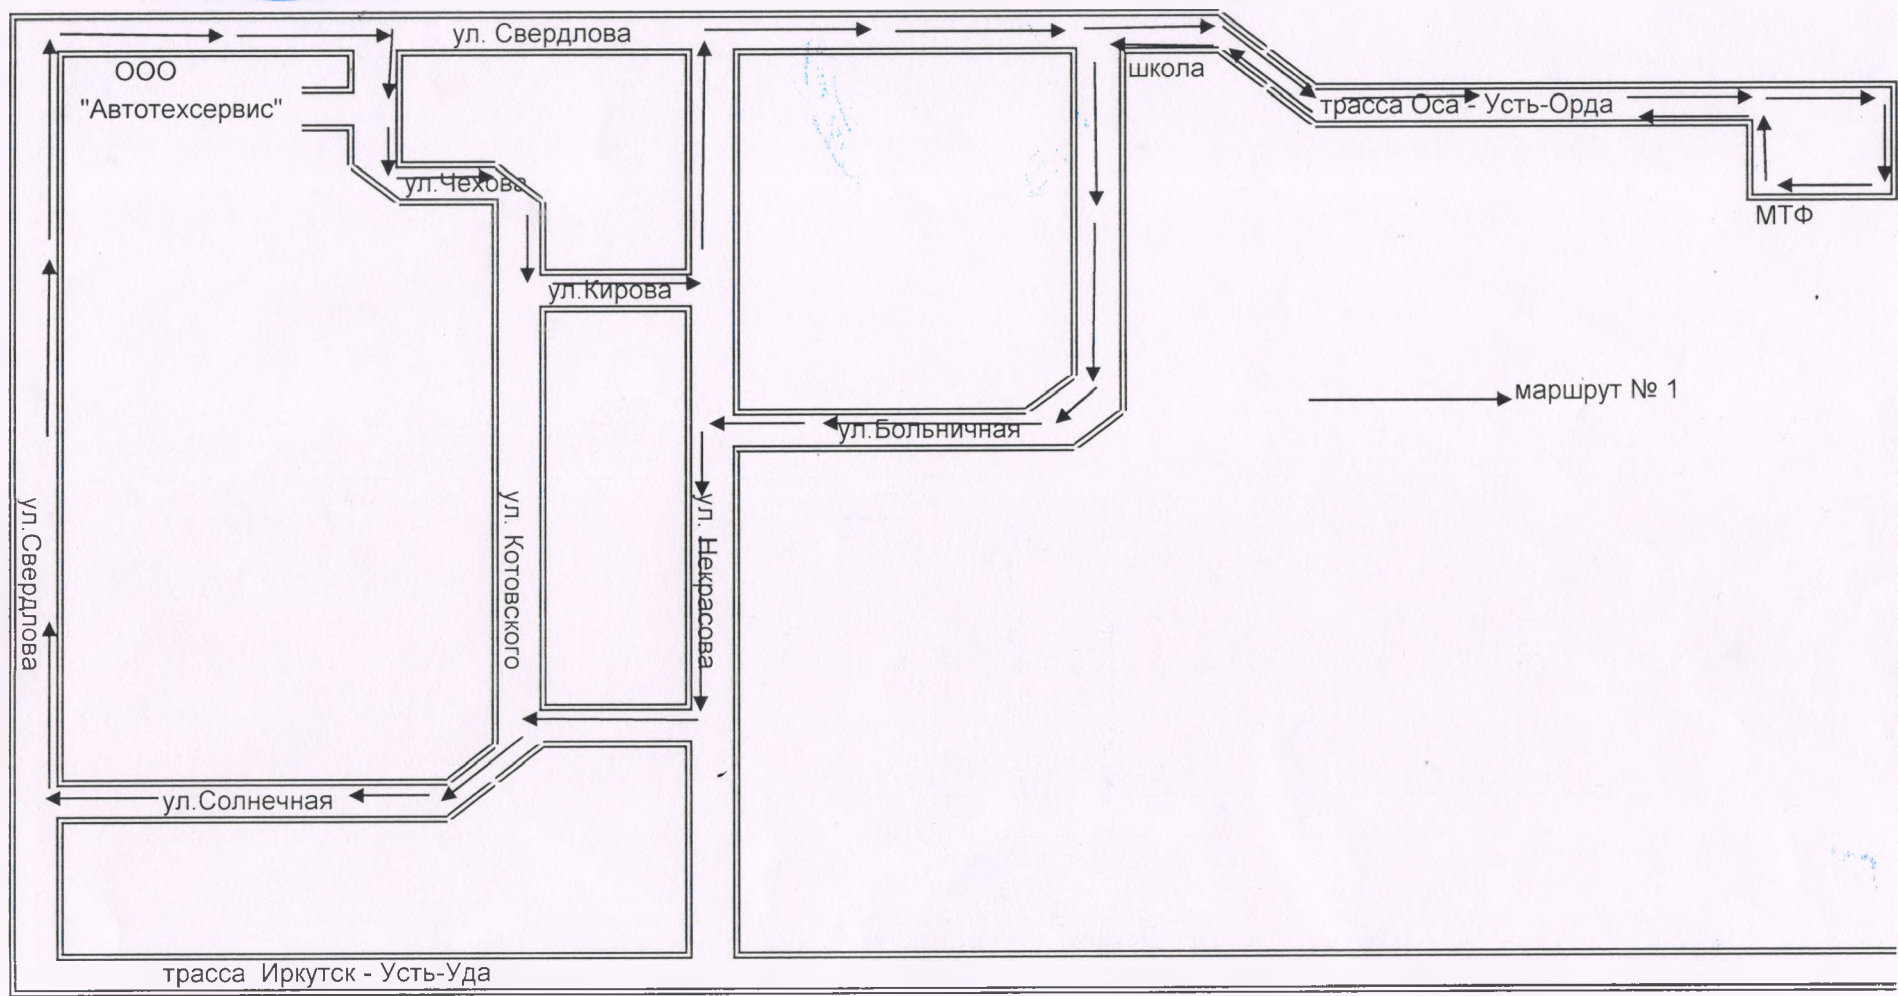 ул. Свердлова
ООО
"Автотехсервис"
школа
трасса Оса - Усть-Орда
ул.Чехова
МТФ
ул.Кирова
маршрут № 1
ул.Больничная
ул.Свердлова
ул. Котовского
ул. Некрасова
ул.Солнечная
трасса Иркутск - Усть-Уда